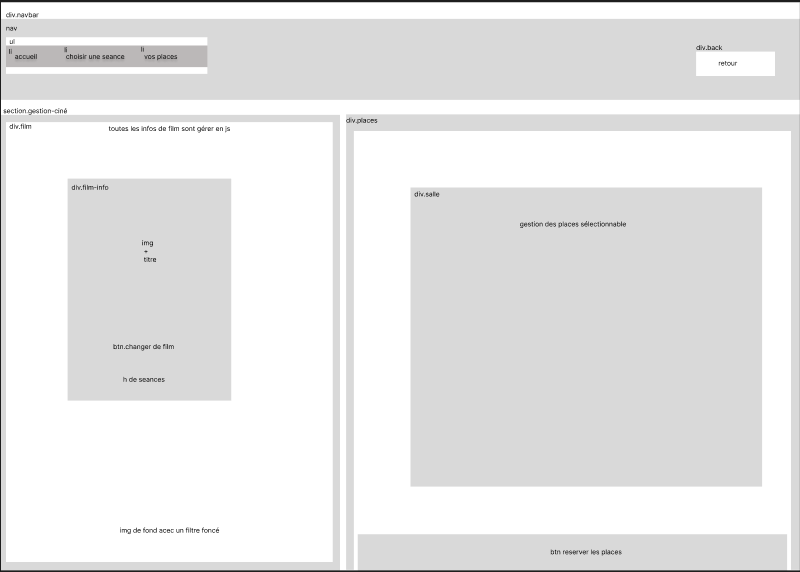 div.navbar
nav
ul
li
li
li
accueil
choisir une seance
vos places
div.back
retour
section.gestion-ciné
div.film
toutes les infos de film sont gérer en js
div.film-info
img
+
titre
btn.changer de film
h de seances
img de fond acec un filtre foncé
div.places
div.salle
gestion des places sélectionnable
btn reserver les places